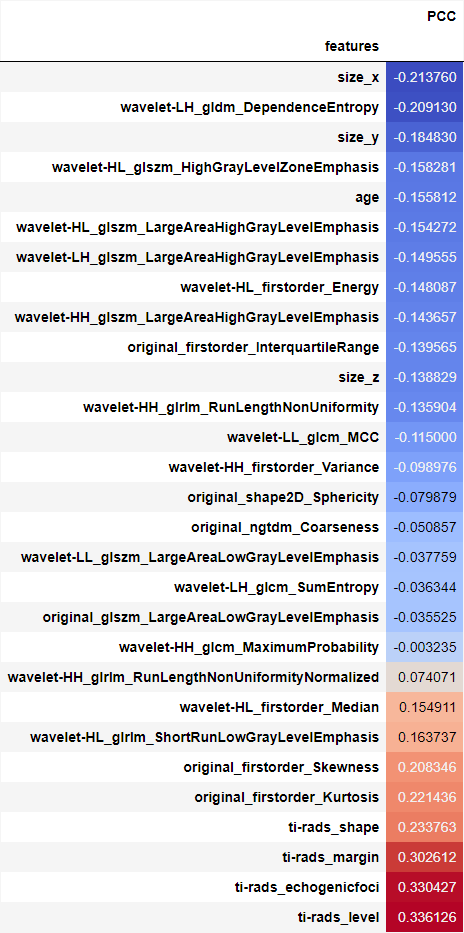 PCC
features
size_x -0.213760
wavelet-LH_gldm_DependenceEntropy -0.209130
size_y -0.184830
wavelet-HL_glszm_HighGrayLevelZoneEmphasis -0.158281
age -0.155812
wavelet-HL_glszm_LargeAreaHighGrayLevelEmphasis -0.154272
wavelet-LH_glszm_LargeAreaHighGrayLevelEmphasis -0.149555
wavelet-HL_firstorder_Energy -0.148087
wavelet-HH_glszm_LargeAreaHighGrayLevelEmphasis -0.143657
original_firstorder_InterquartileRange -0.139565
size_z -0.138829
wavelet-HH_glrlm_RunLengthNonUniformity -0.135904
wavelet-LL_glcm_MCC -0.115000
wavelet-HH_firstorder_Variance -0.098976
original_shape2D_Sphericity -0.079879
original_ngtdm_Coarseness -0.050857
wavelet-LL_glszm_LargeAreaLowGrayLevelEmphasis -0.037759
wavelet-LH_glcm_SumEntropy -0.036344
original_glszm_LargeAreaLowGrayLevelEmphasis -0.035525
wavelet-HH_glcm_MaximumProbability -0.003235
wavelet-HH_glrlm_RunLengthNonUniformityNormalized 0.074071
wavelet-HL_firstorder_Median 0.154911
wavelet-HL_glrlm_ShortRunLowGrayLevelEmphasis 0.163737
original_firstorder_Skewness 0.208346
original_firstorder_Kurtosis 0.221436
ti-rads_shape 0.233763
ti-rads_margin 0.302612
ti-rads_echogenicfoci 0.330427
ti-rads_level 0.336126